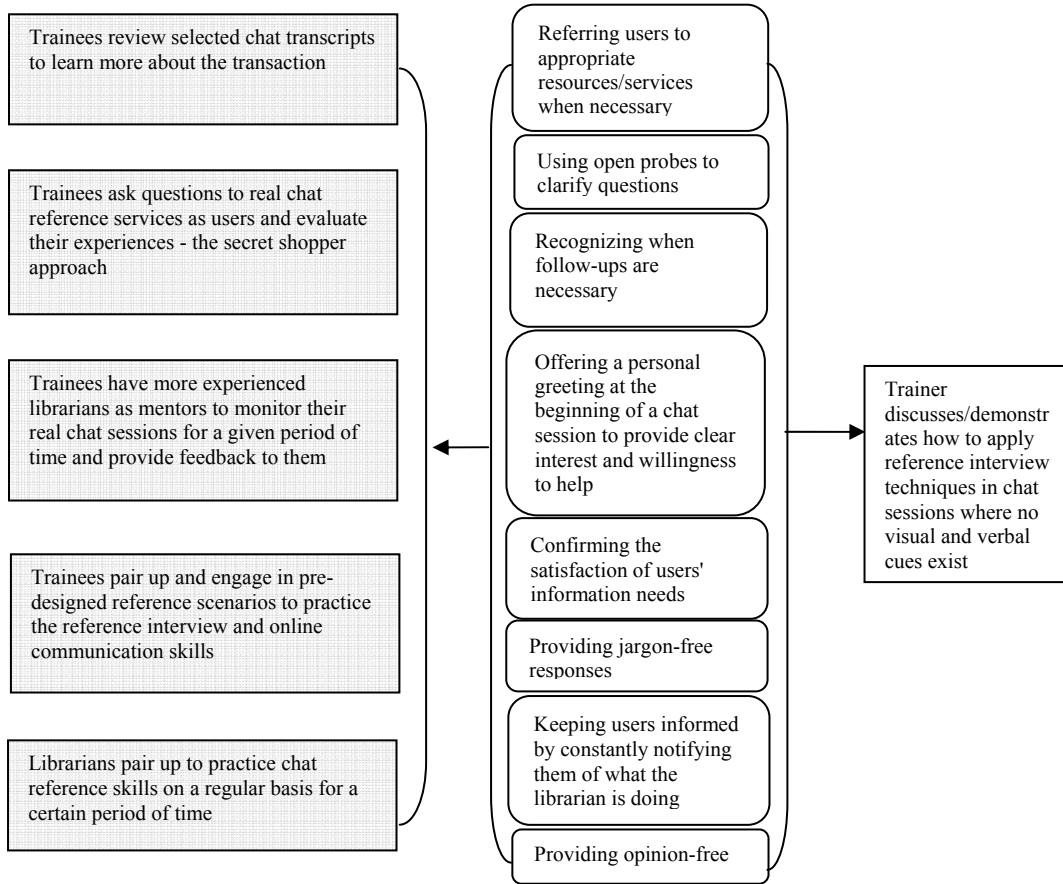 Trainees review selected chat transcripts
to learn more about the transaction
Trainees ask questions to real chat
reference services as users and evaluate
their experiences - the secret shopper
approach
Trainees have more experienced
librarians as mentors to monitor their
real chat sessions for a given period of
time and provide feedback to them
Trainees pair up and engage in pre-
designed reference scenarios to practice
the reference interview and online
communication skills
Librarians pair up to practice chat
reference skills on a regular basis for a
certain period of time
Referring users to
appropriate
resources/services
when necessary
Using open probes to
clarify questions
Recognizing when
follow-ups are
necessary
Offering a personal
greeting at the
beginning of a chat
session to provide clear
interest and willingness
to help
Confirming the
satisfaction of users'
information needs
Providing jargon-free
responses
Keeping users informed
by constantly notifying
them of what the
librarian is doing
Providing opinion-free
Trainer
discusses/demonstr
ates how to apply
reference interview
techniques in chat
sessions where no
visual and verbal
cues exist